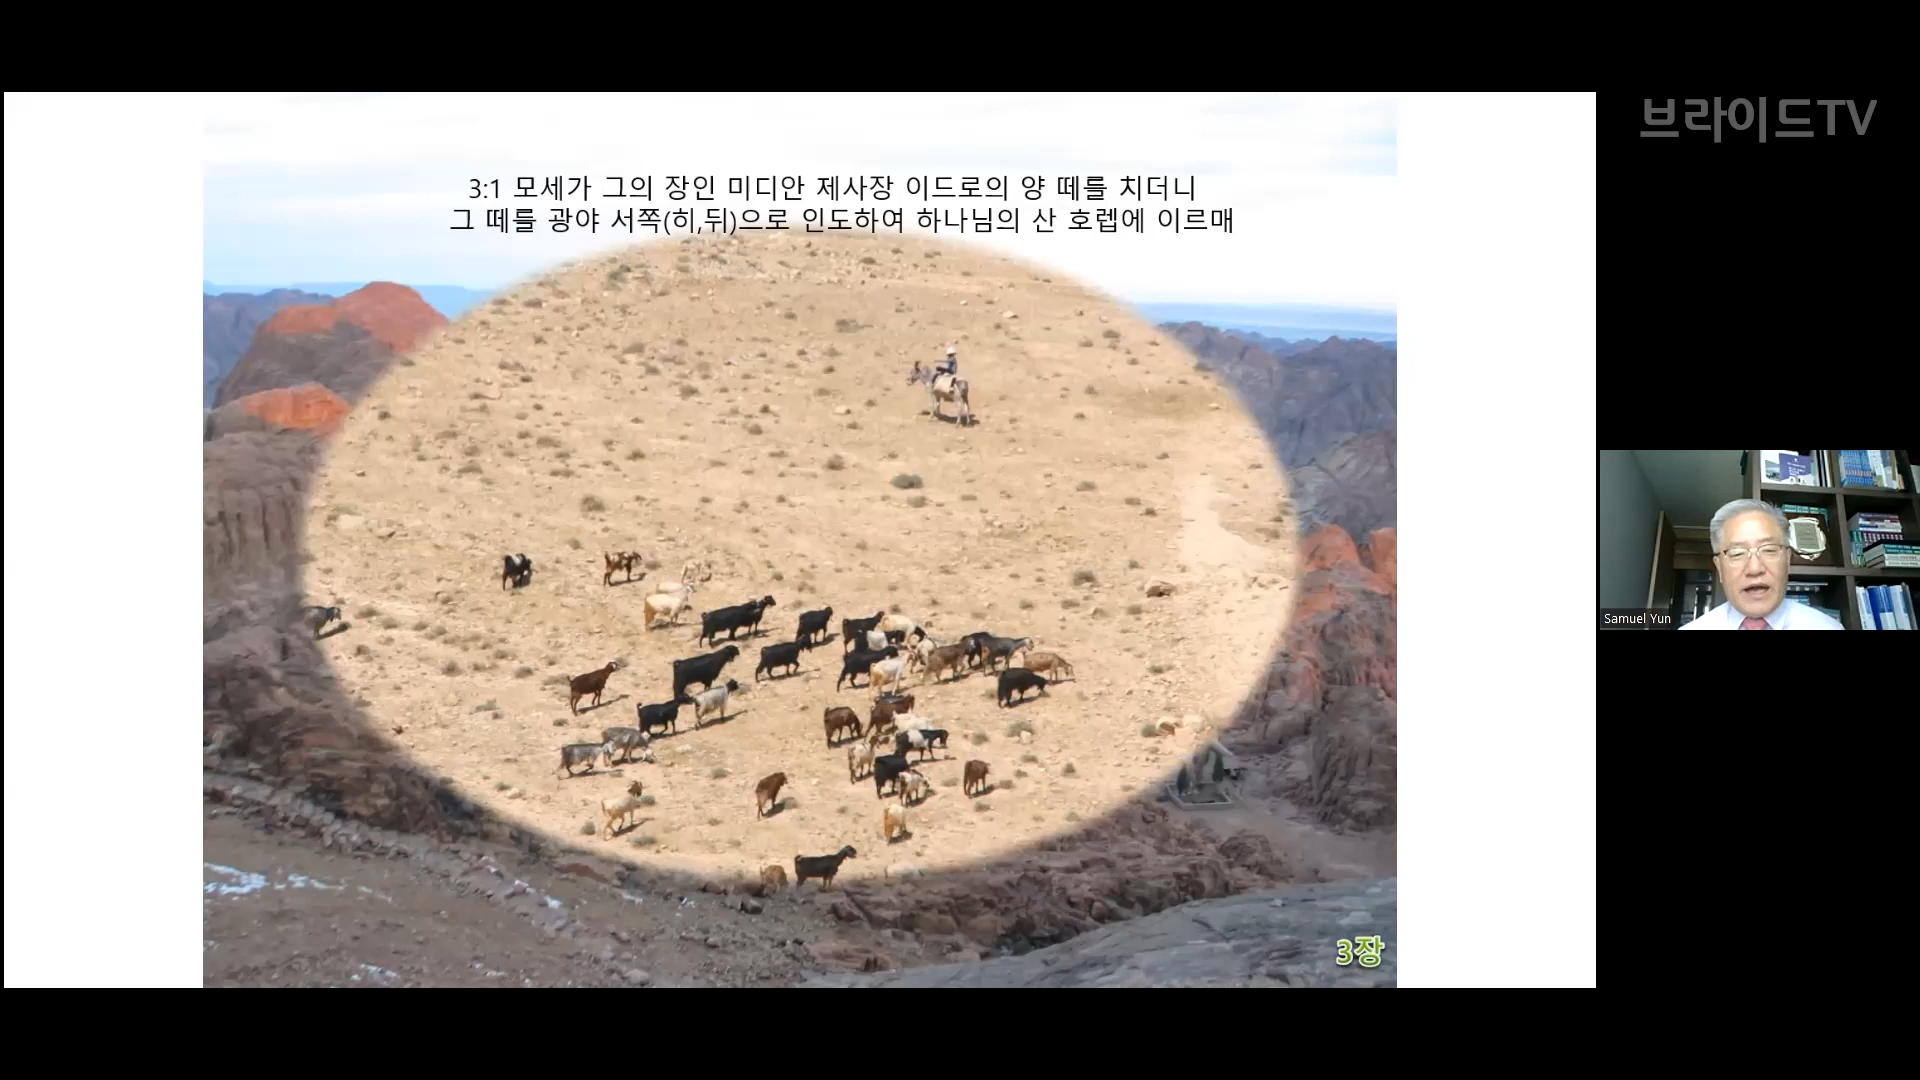 브라이드TV
3:1 모세가 그의 장인 미디안 제사장 이드로의 양 떼를 치더니
그 떼를 광야 서쪽(히,뒤)으로 인도하여 하나님의 산 호렙에 이르매
Samuel Yun
3장